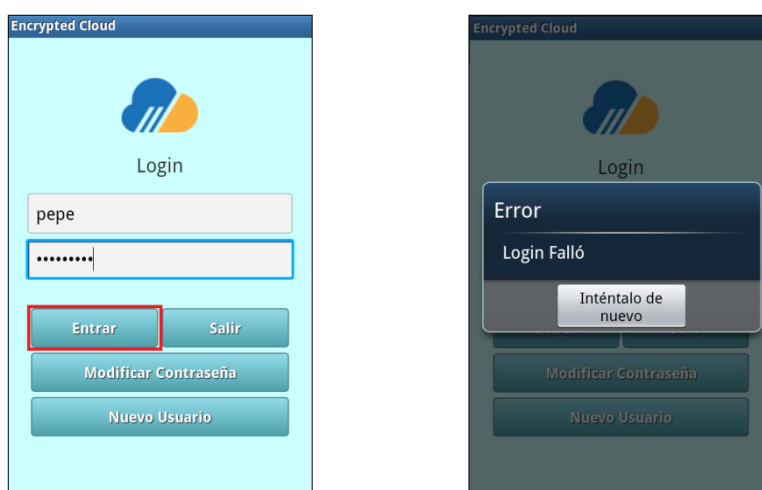 Encrypted Cloud
Login
pepe
•••••••••
Entrar
Salir
Modificar Contraseña
Nuevo Usuario
Encrypted Cloud
Login
Error
Login Falló
Inténtalo de
nuevo
Modificar Contraseña
Nuevo Usuario